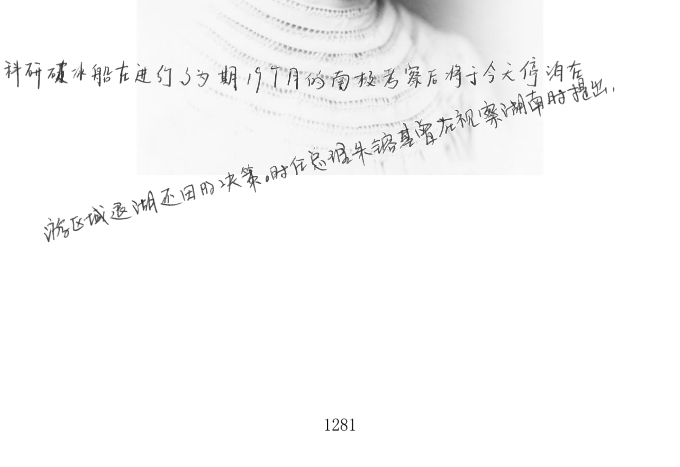 科研破冰船在进行了为期19个月的南极考察后将于今天停泊在
游区域退湖还田的决策。时任总理朱镕基曾在视察湖南时提出,
1281